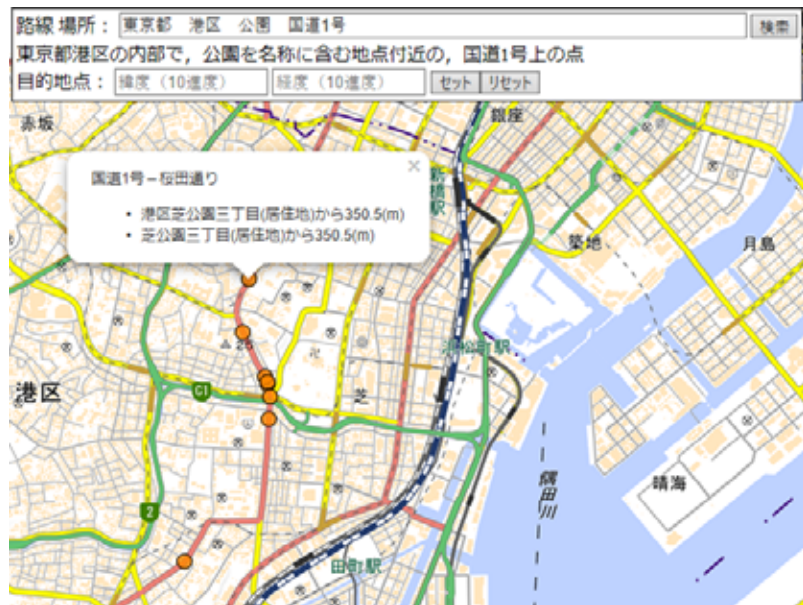 路線 場所： 東京都 港区 公園 国道1号 検索
東京都港区の内部で，公園を名称に含む地点付近の，国道1号上の点
目的地点： 緯度（10進度） 経度（10進度） セット リセット
赤坂
銀座
×
国道1号－桜田通り
• 港区芝公園三丁目(居住地)から350.5(m)
• 芝公園三丁目(居住地)から350.5(m)
新橋駅
築地
月島
浜松町駅
港区
C1
芝
隅田川
晴海
2
田町駅